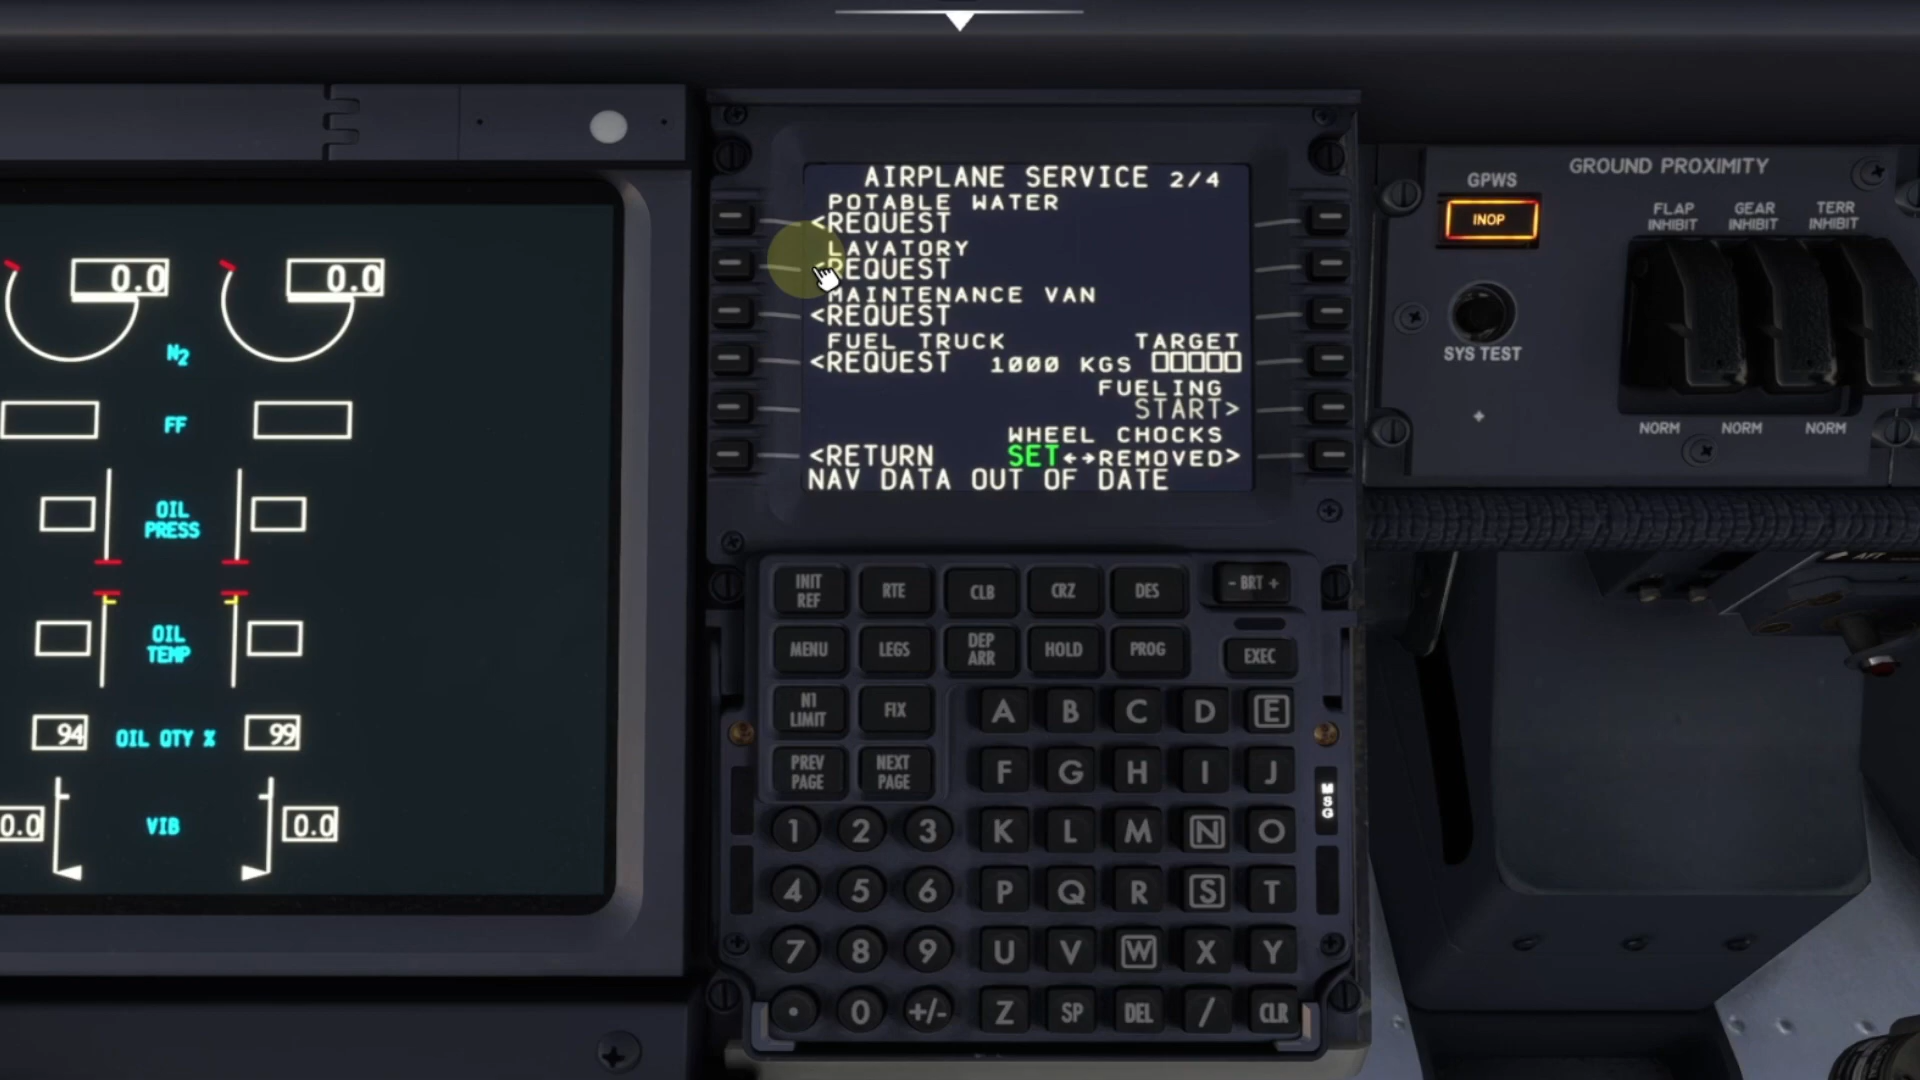 0.0 0.0
N2
FF
OIL
PRESS
OIL
TEMP
94 OIL QTY % 99
0.0 VIB 0.0
AIRPLANE SERVICE 2/4
POTABLE WATER
<REQUEST
LAVATORY
<REQUEST
MAINTENANCE VAN
<REQUEST
FUEL TRUCK TARGET
<REQUEST 1000 KGS □□□□□
FUELING
START>
WHEEL CHOCKS
<RETURN SET←→REMOVED>
NAV DATA OUT OF DATE
INIT
REF
RTE
CLB
CRZ
DES
- BRT +
MENU
LEGS
DEP
ARR
HOLD
PROG
EXEC
N1
LIMIT
FIX
A B C D E
PREV
PAGE
NEXT
PAGE
F G H I J
MSG
1 2 3 K L M N O
4 5 6 P Q R S T
7 8 9 U V W X Y
. 0 +/- Z SP DEL / CLR
GROUND PROXIMITY
GPWS
INOP
FLAP
INHIBIT
GEAR
INHIBIT
TERR
INHIBIT
SYS TEST
NORM NORM NORM
AFT